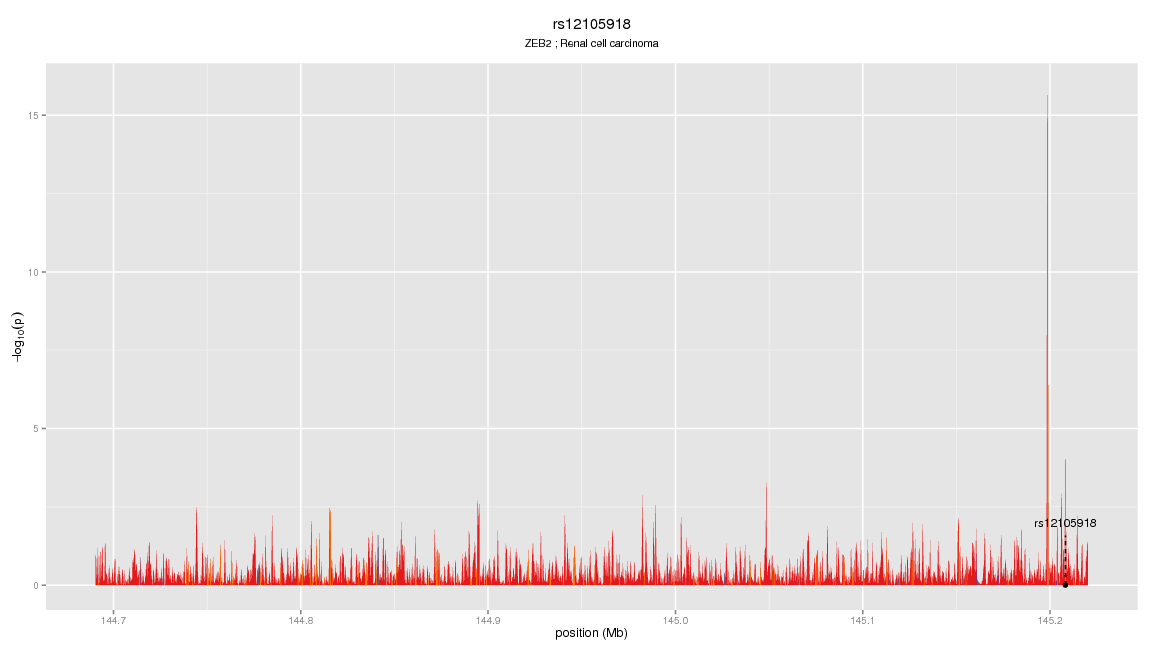 rs12105918
ZEB2 ; Renal cell carcinoma
15
10
5
0
−log10(p)
rs12105918
144.7 144.8 144.9 145.0 145.1 145.2
position (Mb)